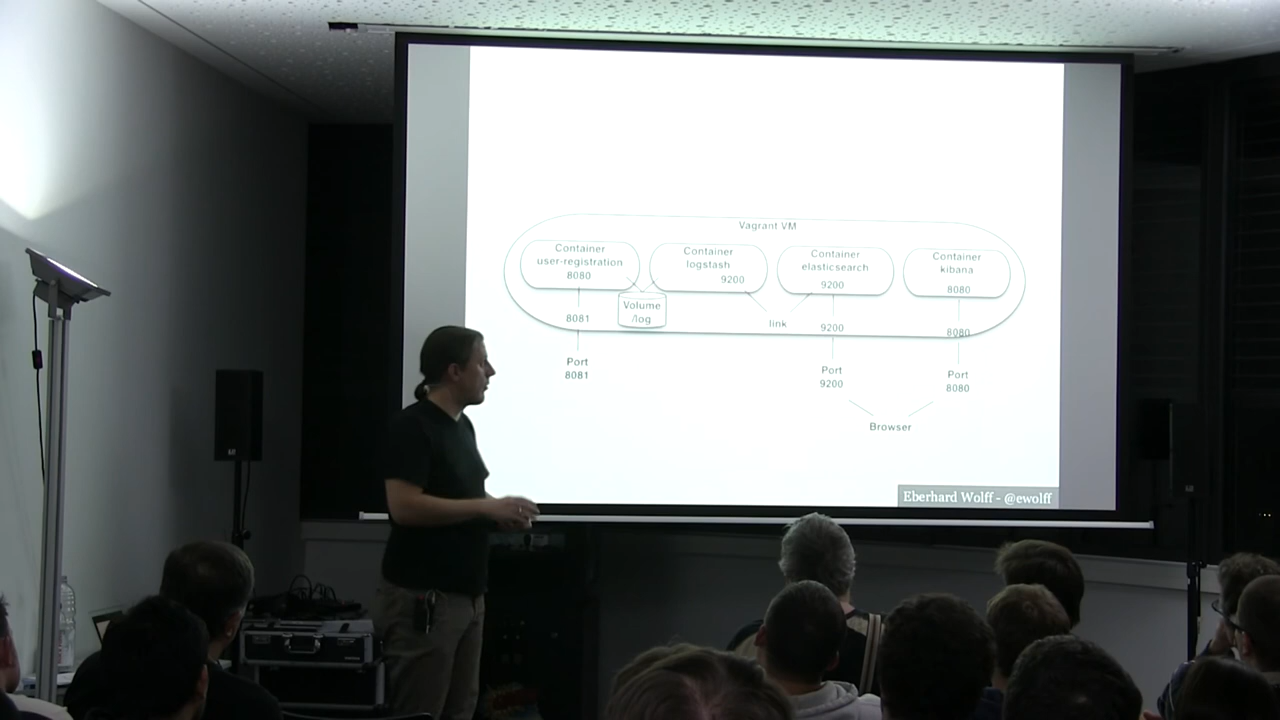 Vagrant VM
Container
user-registration
8080
Container
logstash
9200
Container
elasticsearch
9200
Container
kibana
8080
Volume
/log
8081
link
9200
8080
Port
8081
Port
9200
Port
8080
Browser
Eberhard Wolff - @ewolff